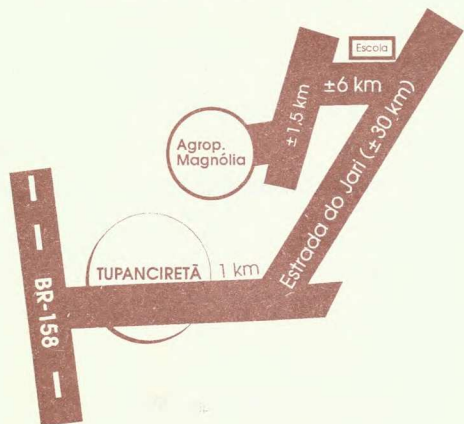 Escola
±6 km
±1.5 km
Agrop.
Magnólia
Estrada do Jari (±30 km)
TUPANCIRETÃ
1 km
BR-158